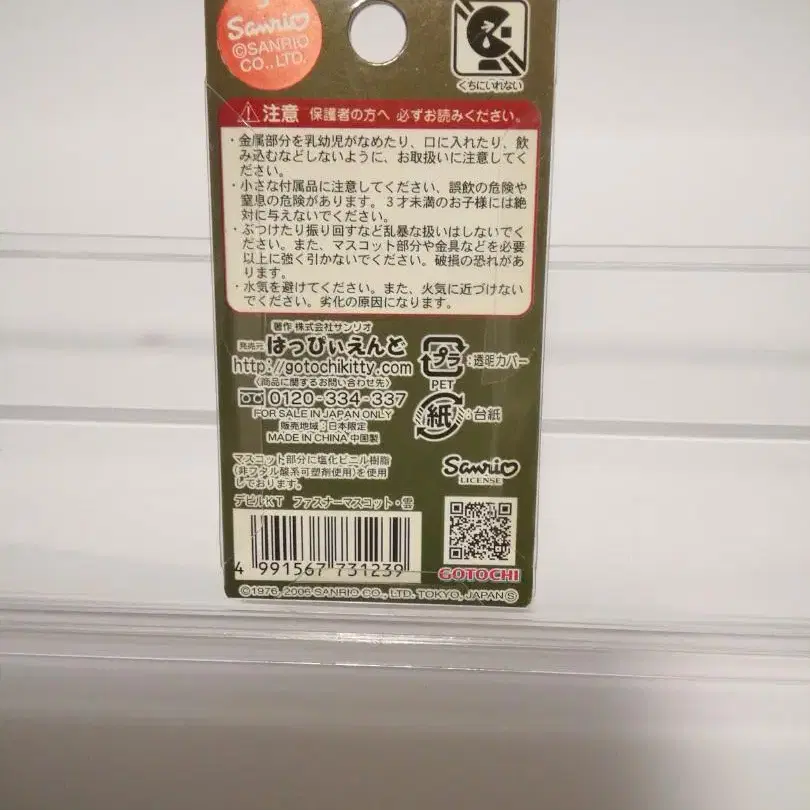 Sanrio
©SANRIO
CO., LTD.
くちにいれない
注意 保護者の方へ 必ずお読みください。
・金属部分を乳幼児がなめたり、口に入れたり、飲
み込むなどしないように、お取扱いに注意してく
ださい。
・小さな付属品に注意してください、誤飲の危険や
窒息の危険があります。3才未満のお子様には絶
対に与えないでください。
・ぶつけたり振り回すなど乱暴な扱いはしないでく
ださい。また、マスコット部分や金具などを必要
以上に強く引かないでください。破損の恐れがあ
ります。
・水気を避けてください。また、火気に近づけない
でください。劣化の原因になります。
著作 株式会社サンリオ
発売元 はっぴぃえんど
http://gotochikitty.com
〈商品に関するお問い合わせ先〉
0120-334-337
FOR SALE IN JAPAN ONLY
販売地域:日本限定
MADE IN CHINA 中国製
プラ:透明カバー
PET
紙:台紙
マスコット部分に塩化ビニル樹脂
(非フタル酸系可塑剤使用)を使用
しております。
Sanrio
LICENSE
デビルKT ファスナーマスコット・雲
4 991567 731239
GOTOCHI
©1976, 2006 SANRIO CO., LTD. TOKYO, JAPAN Ⓢ